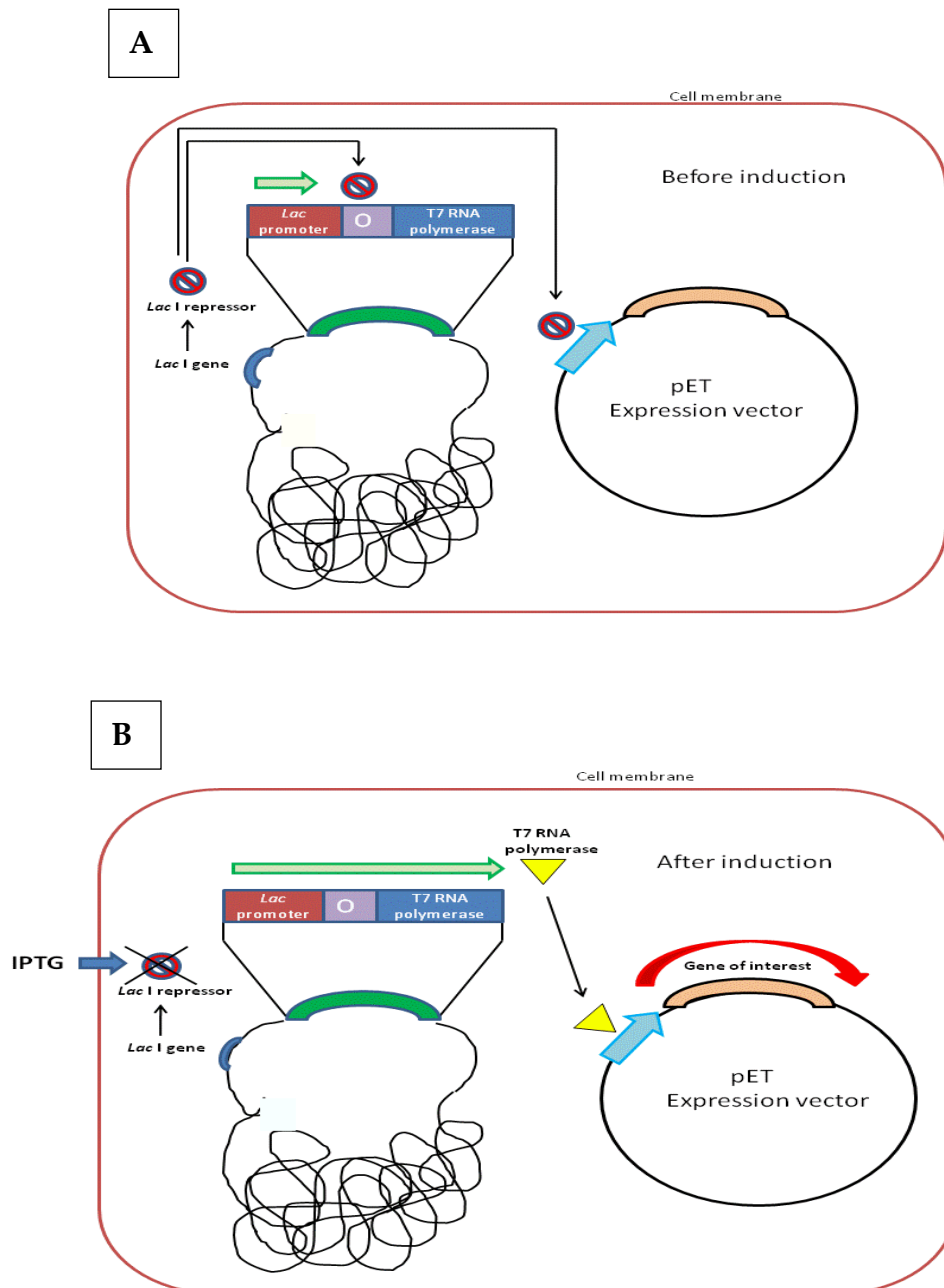 A
Cell membrane
Before induction
Lac
promoter
O
T7 RNA
polymerase
Lac I repressor
Lac I gene
pET
Expression vector
B
Cell membrane
T7 RNA
polymerase
After induction
Lac
promoter
O
T7 RNA
polymerase
IPTG
Lac I repressor
Lac I gene
Gene of interest
pET
Expression vector